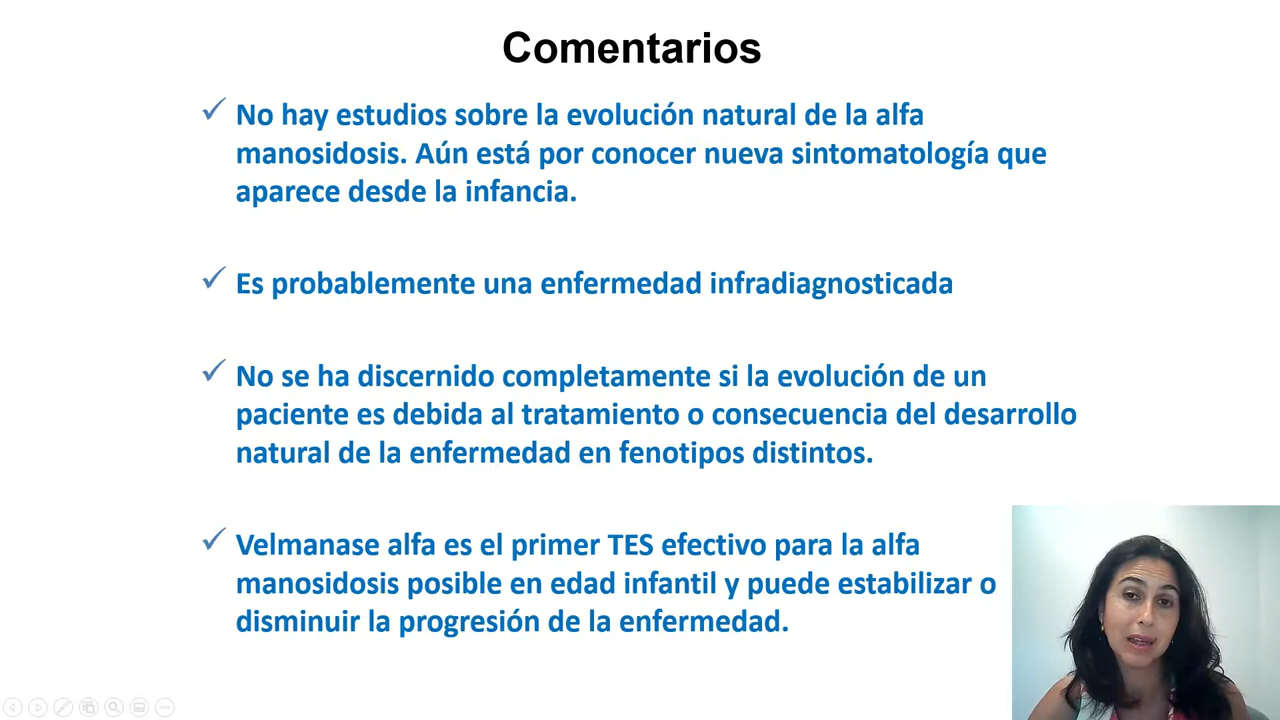 Comentarios
No hay estudios sobre la evolución natural de la alfa
manosidosis. Aún está por conocer nueva sintomatología que
aparece desde la infancia.
Es probablemente una enfermedad infradiagnosticada
No se ha discernido completamente si la evolución de un
paciente es debida al tratamiento o consecuencia del desarrollo
natural de la enfermedad en fenotipos distintos.
Velmanase alfa es el primer TES efectivo para la alfa
manosidosis posible en edad infantil y puede estabilizar o
disminuir la progresión de la enfermedad.